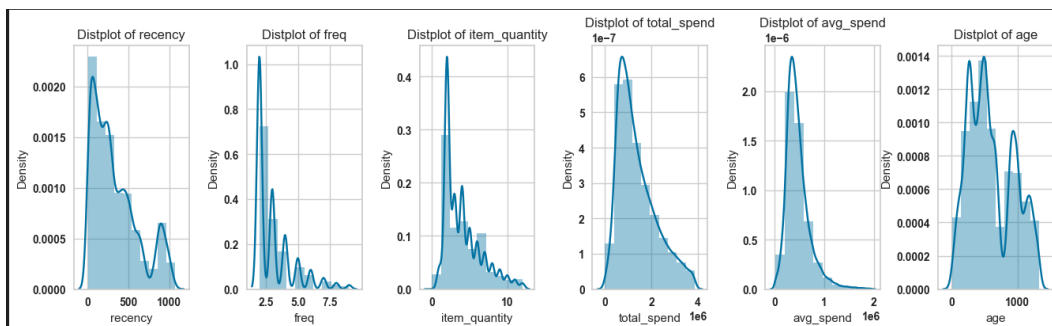 Distplot of recency
0.0020
0.0015
0.0010
0.0005
0.0000
Density
0
500
1000
recency
Distplot of freq
1.0
0.8
0.6
0.4
0.2
0.0
Density
2.5
5.0
7.5
freq
Distplot of item_quantity
0.4
0.3
0.2
0.1
0.0
Density
0
10
item_quantity
Distplot of total_spend
1e-7
7
6
5
4
3
2
1
0
Density
0
2
4
1e6
total_spend
Distplot of avg_spend
1e-6
2.0
1.5
1.0
0.5
0.0
Density
0
1
2
1e6
avg_spend
Distplot of age
0.0014
0.0012
0.0010
0.0008
0.0006
0.0004
0.0002
0.0000
Density
0
1000
age